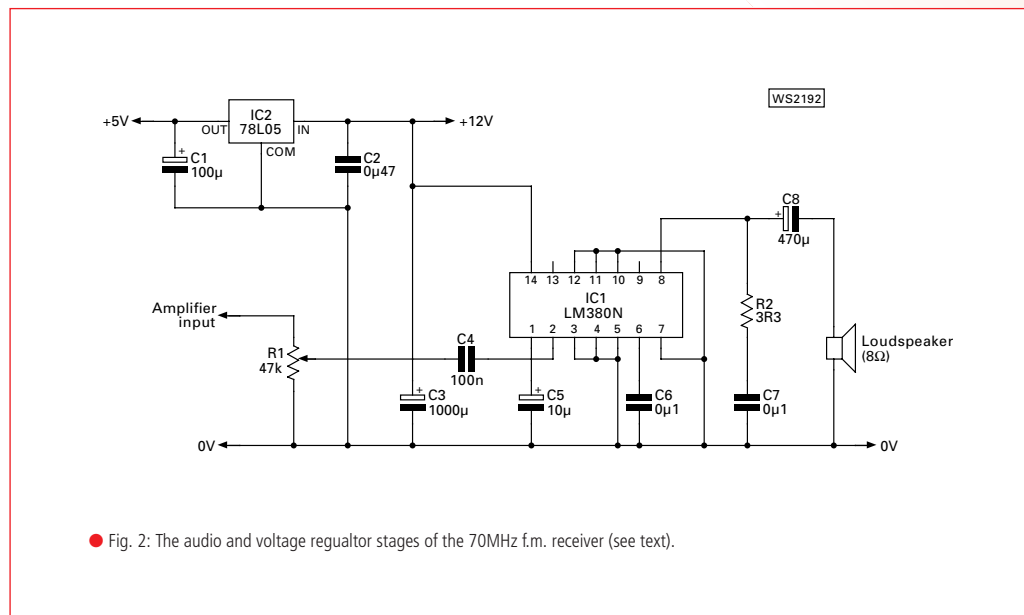 WS2192
+5V
OUT
IC2
78L05
IN
COM
+12V
+
C1
100µ
C2
0µ47
C8
+
470µ
14 13 12 11 10 9 8
IC1
LM380N
1 2 3 4 5 6 7
Amplifier
input
R1
47k
C4
100n
R2
3R3
Loudspeaker
(8Ω)
+
C3
1000µ
+
C5
10µ
C6
0µ1
C7
0µ1
0V
0V
Fig. 2: The audio and voltage regualtor stages of the 70MHz f.m. receiver (see text).